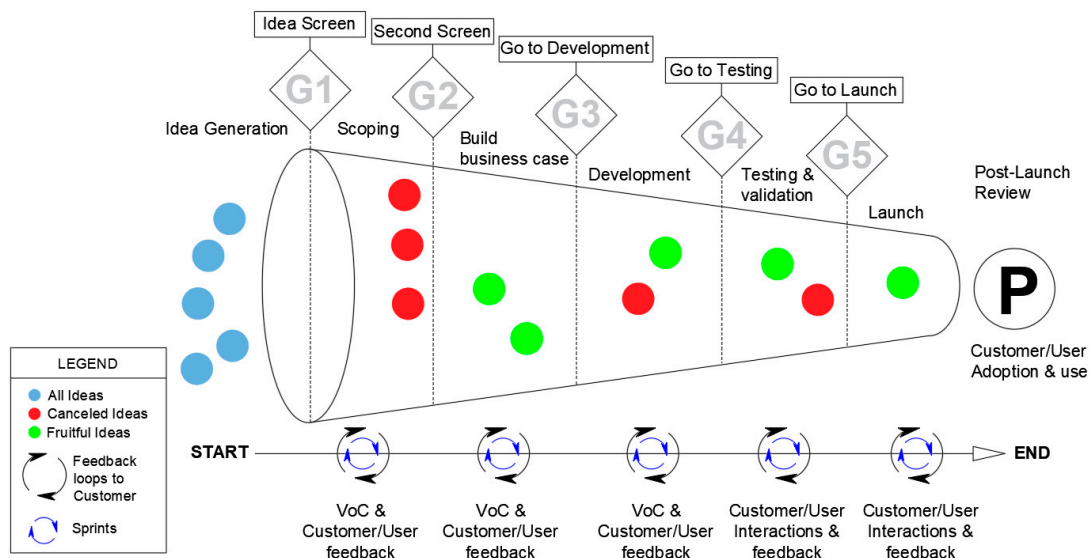 Idea Screen
Second Screen
Go to Development
Go to Testing
Go to Launch
G1
G2
G3
G4
G5
Idea Generation
Scoping
Build
business case
Development
Testing &
validation
Launch
Post-Launch
Review
P
Customer/User
Adoption & use
LEGEND
All Ideas
Canceled Ideas
Fruitful Ideas
Feedback
loops to
Customer
Sprints
START
END
VoC &
Customer/User
feedback
VoC &
Customer/User
feedback
VoC &
Customer/User
feedback
Customer/User
Interactions &
feedback
Customer/User
Interactions &
feedback